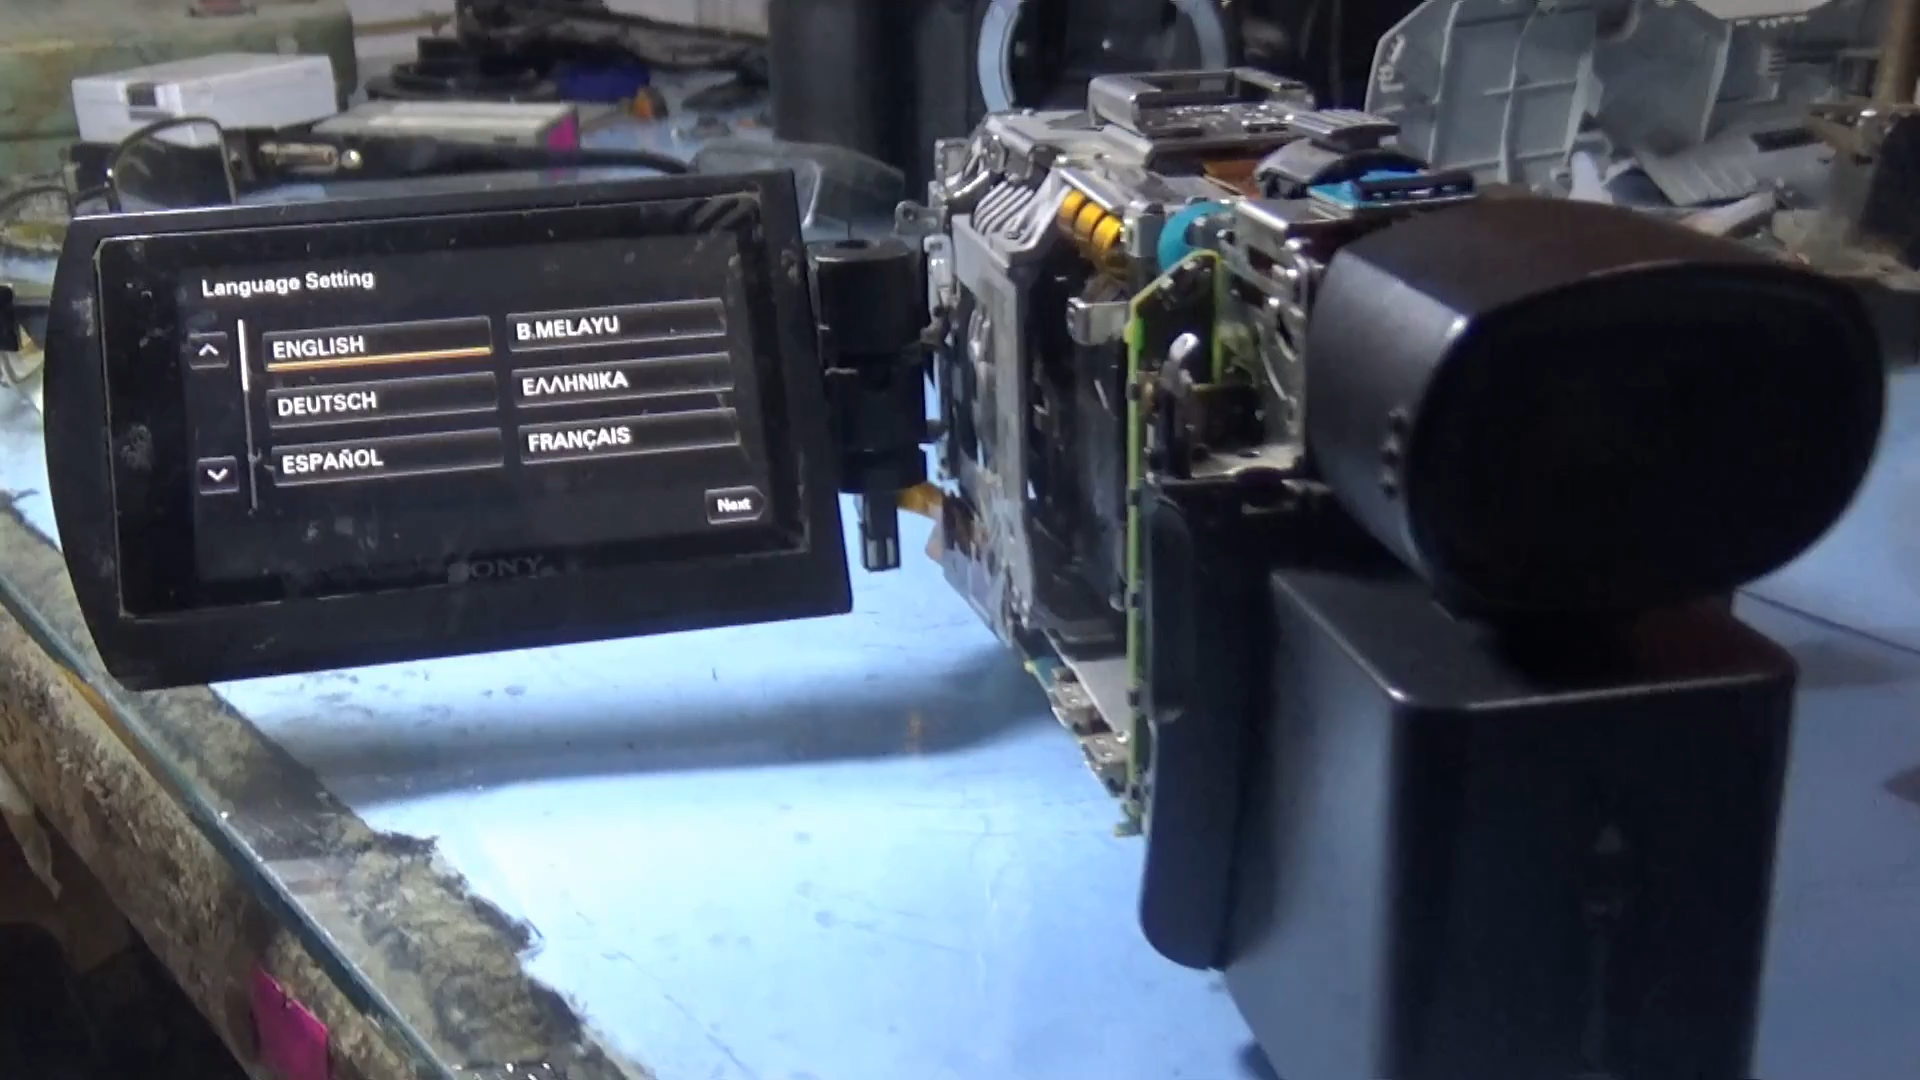 Language Setting
ENGLISH
B.MELAYU
DEUTSCH
ΕΛΛΗΝΙΚΑ
ESPAÑOL
FRANÇAIS
Next
SONY